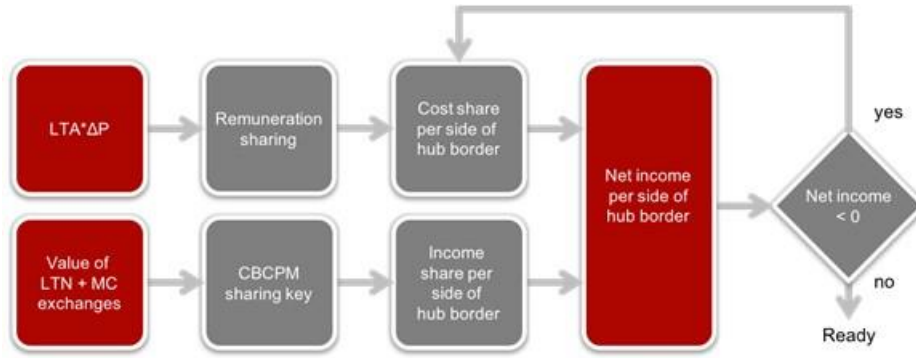 LTA*ΔP
Remuneration
sharing
Cost share
per side of
hub border
Net income
per side of
hub border
Net income
< 0
yes
no
Ready
Value of
LTN + MC
exchanges
CBCPM
sharing key
Income
share per
side of
hub border